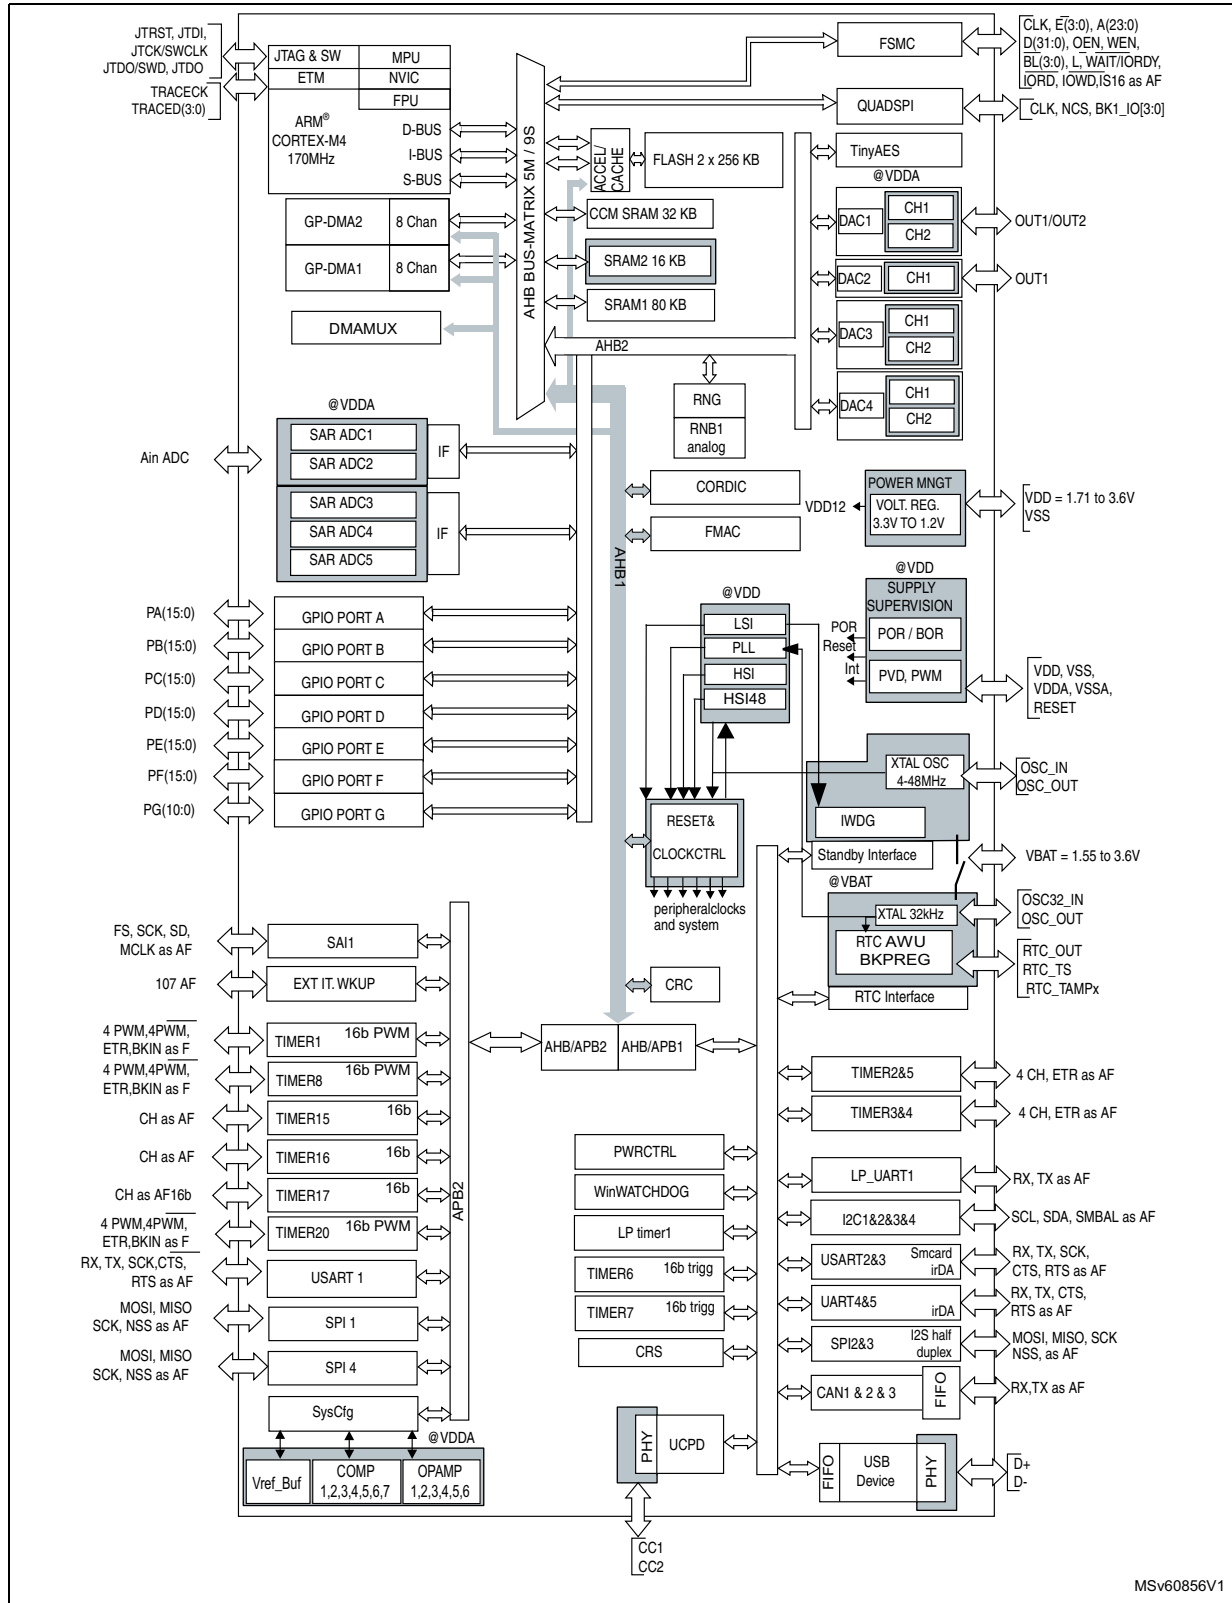 JTRST, JTDI,
JTCK/SWCLK
JTDO/SWD, JTDO
TRACECK
TRACED(3:0)
JTAG & SW
MPU
ETM
NVIC
FPU
ARM®
CORTEX-M4
170MHz
D-BUS
I-BUS
S-BUS
GP-DMA2
8 Chan
GP-DMA1
8 Chan
DMAMUX
AHB BUS-MATRIX 5M / 9S
ACCEL/
CACHE
FLASH 2 x 256 KB
CCM SRAM 32 KB
SRAM2 16 KB
SRAM1 80 KB
AHB2
RNG
RNB1
analog
FSMC
CLK, E(3:0), A(23:0)
D(31:0), OEN, WEN,
BL(3:0), L, WAIT/IORDY,
IORD, IOWD,IS16 as AF
QUADSPI
CLK, NCS, BK1_IO[3:0]
TinyAES
@VDDA
DAC1
CH1
CH2
OUT1/OUT2
DAC2
CH1
OUT1
DAC3
CH1
CH2
DAC4
CH1
CH2
@VDDA
Ain ADC
SAR ADC1
SAR ADC2
IF
SAR ADC3
SAR ADC4
SAR ADC5
IF
CORDIC
FMAC
AHB1
POWER MNGT
VDD12
VOLT. REG.
3.3V TO 1.2V
VDD = 1.71 to 3.6V
VSS
@VDD
SUPPLY
SUPERVISION
POR
Reset
Int
POR / BOR
PVD, PWM
VDD, VSS,
VDDA, VSSA,
RESET
@VDD
LSI
PLL
HSI
HSI48
PA(15:0)
GPIO PORT A
PB(15:0)
GPIO PORT B
PC(15:0)
GPIO PORT C
PD(15:0)
GPIO PORT D
PE(15:0)
GPIO PORT E
PF(15:0)
GPIO PORT F
PG(10:0)
GPIO PORT G
RESET&
CLOCKCTRL
peripheralclocks
and system
XTAL OSC
4-48MHz
OSC_IN
OSC_OUT
IWDG
Standby Interface
VBAT = 1.55 to 3.6V
@VBAT
XTAL 32kHz
OSC32_IN
OSC_OUT
RTC AWU
BKPREG
RTC_OUT
RTC_TS
RTC_TAMPx
RTC Interface
CRC
AHB/APB2
AHB/APB1
APB2
FS, SCK, SD,
MCLK as AF
SAI1
107 AF
EXT IT. WKUP
4 PWM,4PWM,
ETR,BKIN as F
TIMER1
16b PWM
4 PWM,4PWM,
ETR,BKIN as F
TIMER8
16b PWM
CH as AF
TIMER15
16b
CH as AF
TIMER16
16b
CH as AF16b
TIMER17
16b
4 PWM,4PWM,
ETR,BKIN as F
TIMER20
16b PWM
RX, TX, SCK,CTS,
RTS as AF
USART 1
MOSI, MISO
SCK, NSS as AF
SPI 1
MOSI, MISO
SCK, NSS as AF
SPI 4
SysCfg
@VDDA
Vref_Buf
COMP
1,2,3,4,5,6,7
OPAMP
1,2,3,4,5,6
PWRCTRL
WinWATCHDOG
LP timer1
TIMER6
16b trigg
TIMER7
16b trigg
CRS
PHY
UCPD
CC1
CC2
TIMER2&5
4 CH, ETR as AF
TIMER3&4
4 CH, ETR as AF
LP_UART1
RX, TX as AF
I2C1&2&3&4
SCL, SDA, SMBAL as AF
USART2&3
Smcard
irDA
RX, TX, SCK,
CTS, RTS as AF
UART4&5
irDA
RX, TX, CTS,
RTS as AF
SPI2&3
I2S half
duplex
MOSI, MISO, SCK
NSS, as AF
CAN1 & 2 & 3
FIFO
RX,TX as AF
FIFO
USB
Device
PHY
D+
D-
MSv60856V1